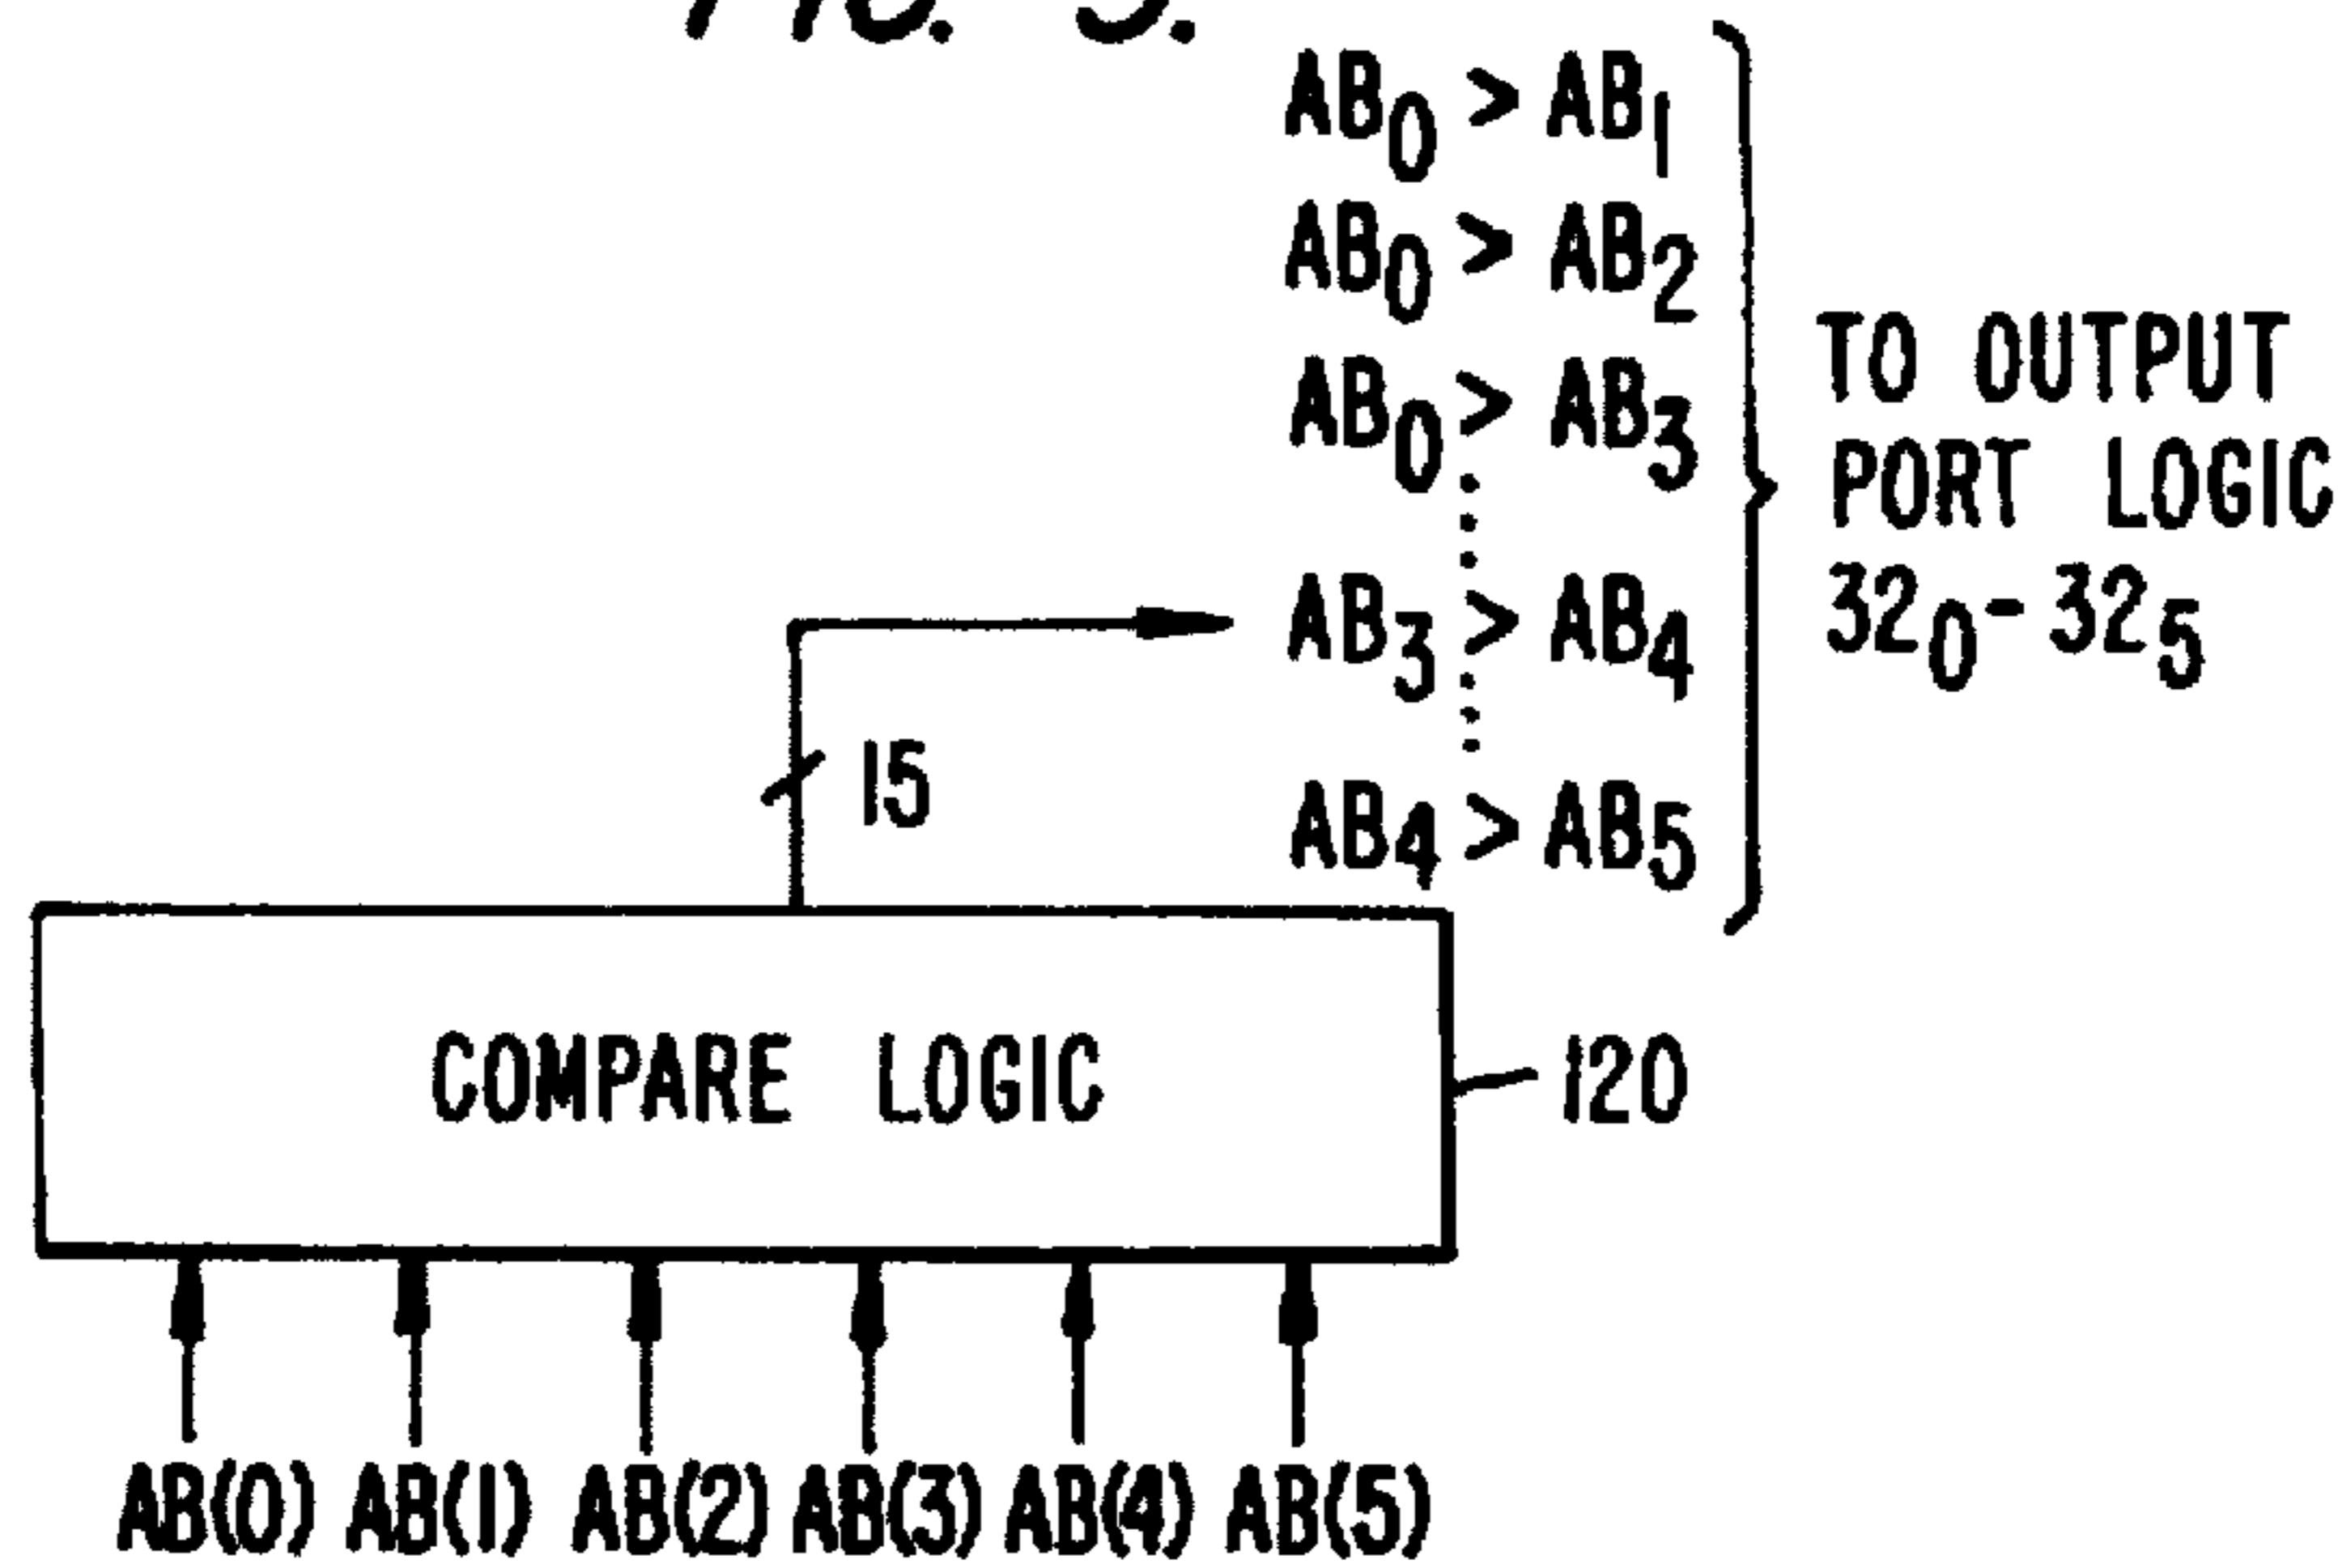 AB0 > AB1
AB0 > AB2
AB0 > AB3
AB3 > AB4
AB4 > AB5
TO OUTPUT
PORT LOGIC
320 - 325
15
COMPARE LOGIC
120
AB(0) AB(1) AB(2) AB(3) AB(4) AB(5)